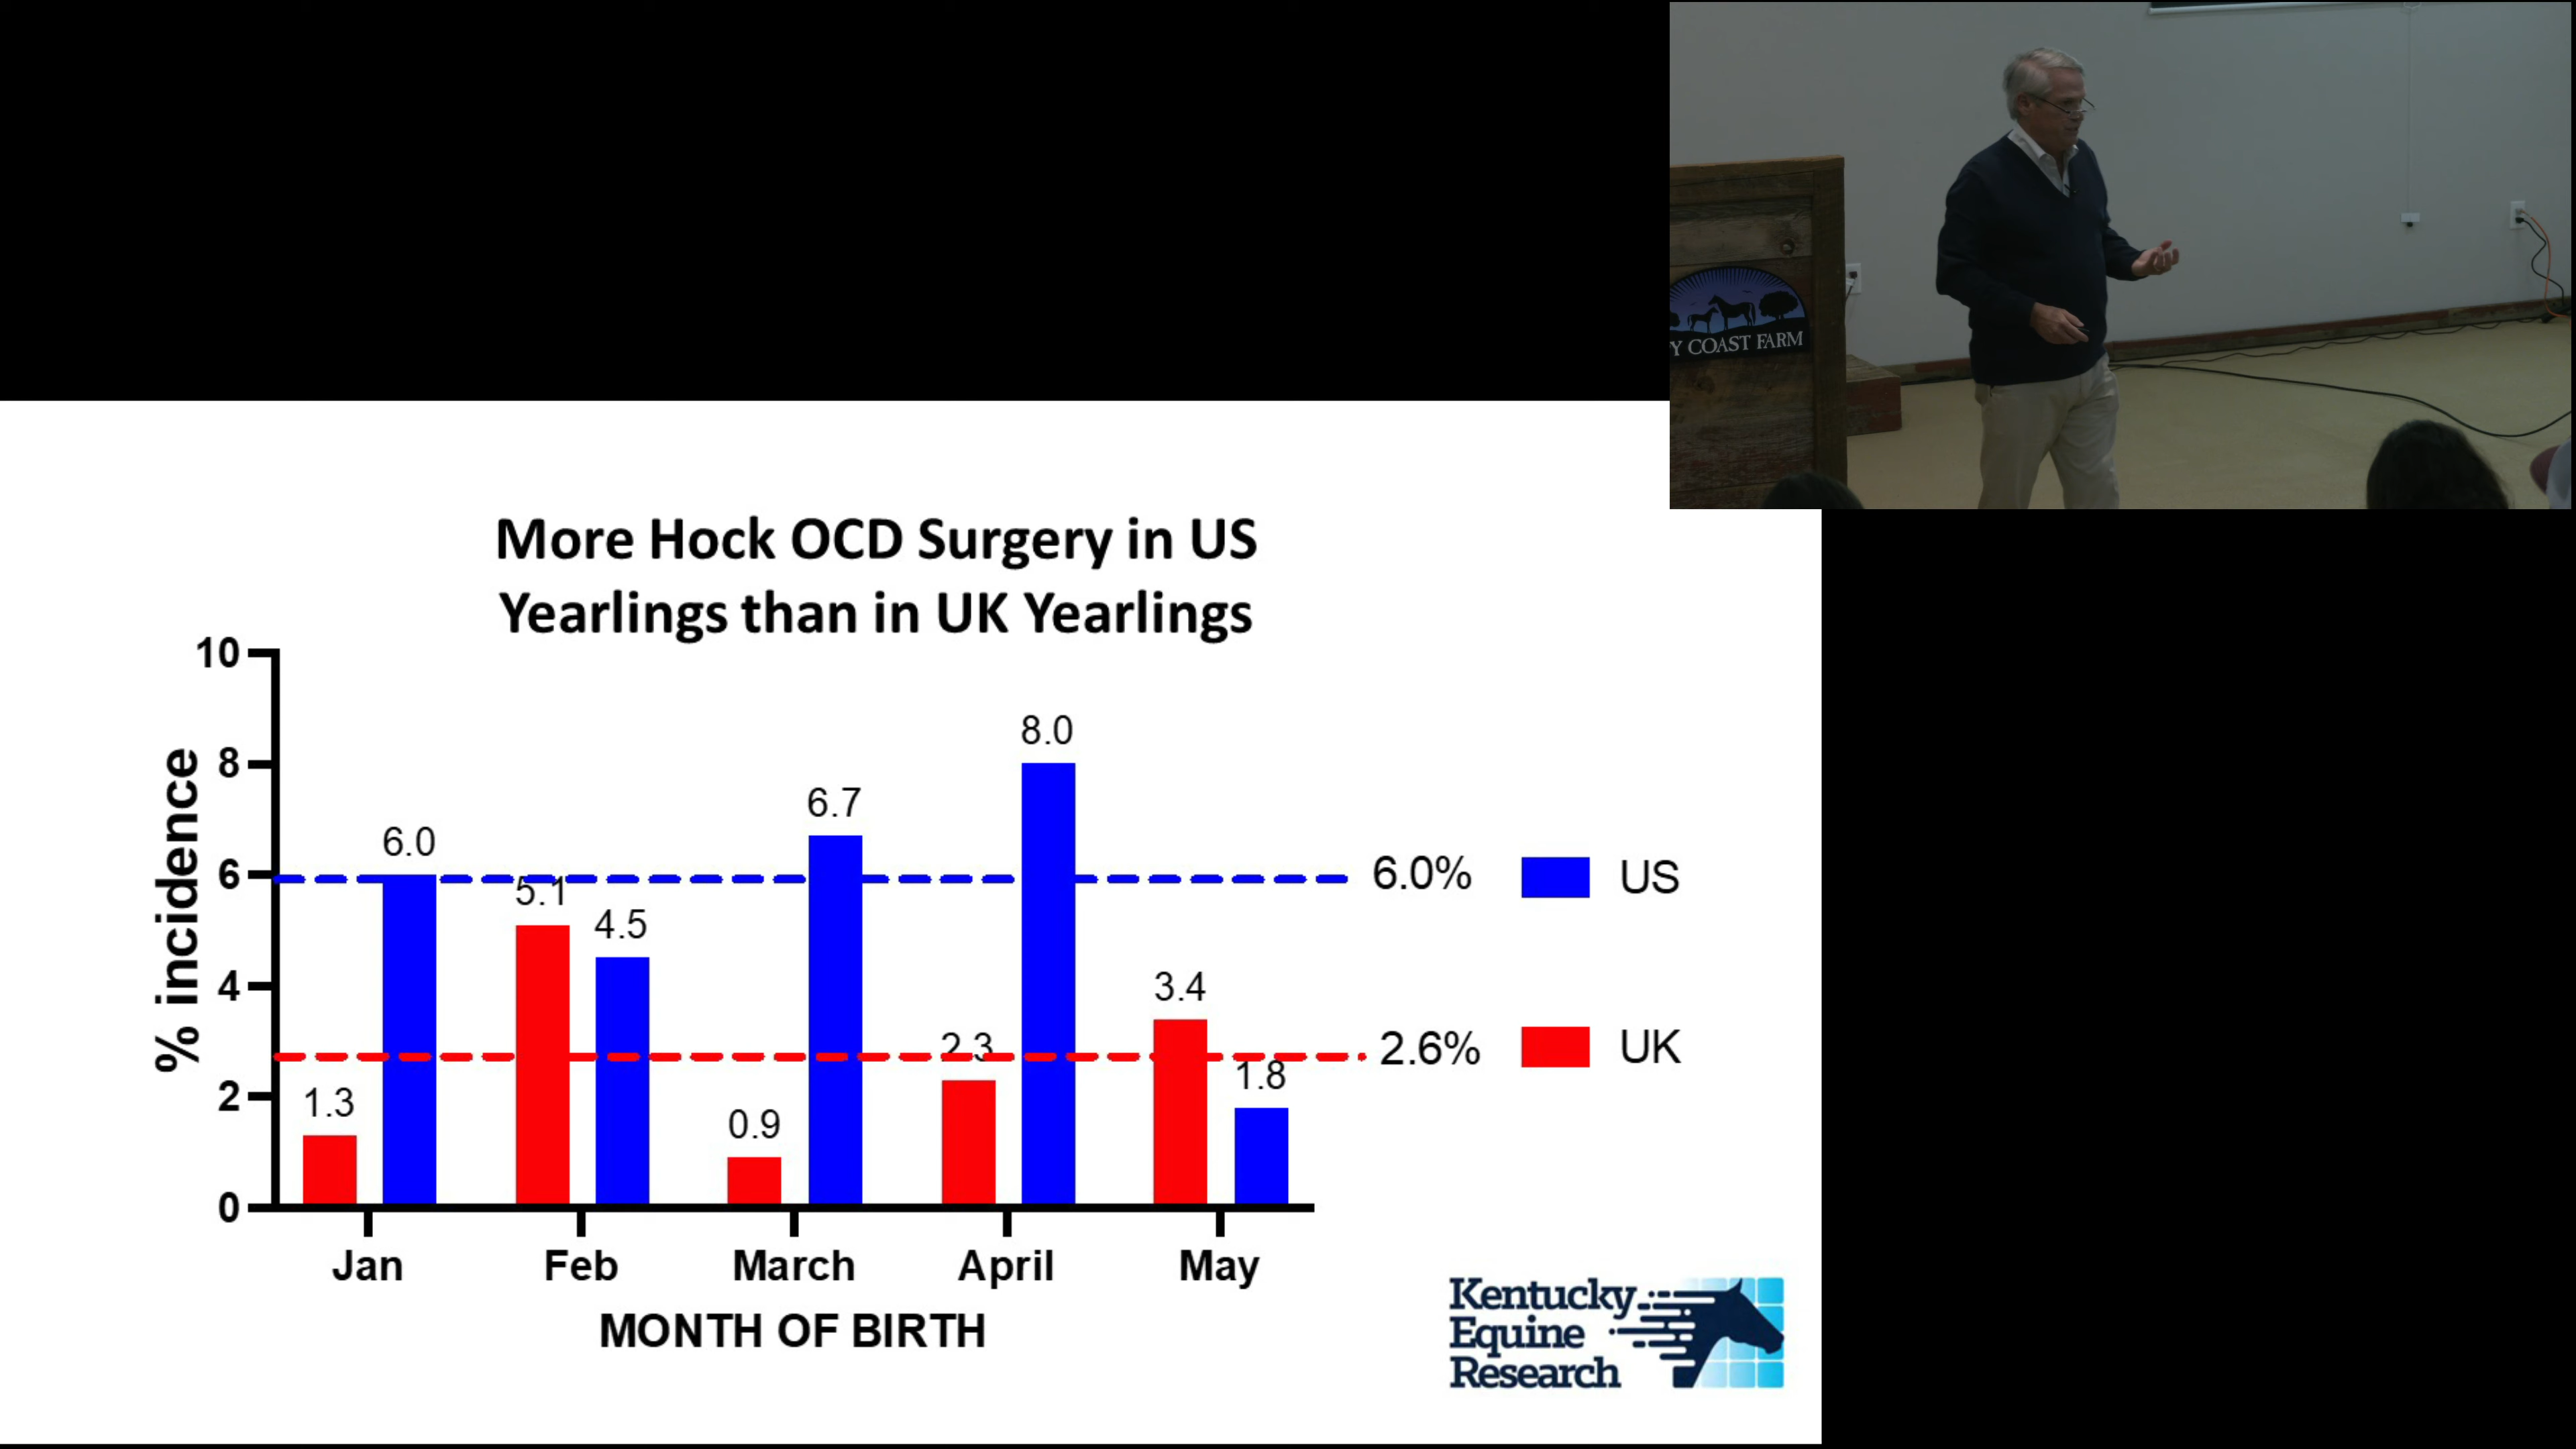 Y COAST FARM
More Hock OCD Surgery in US
Yearlings than in UK Yearlings
% incidence
10
8
6
4
2
0
1.3
6.0
5.1
4.5
0.9
6.7
2.3
8.0
3.4
1.8
6.0%
US
2.6%
UK
Jan
Feb
March
April
May
MONTH OF BIRTH
Kentucky
Equine
Research